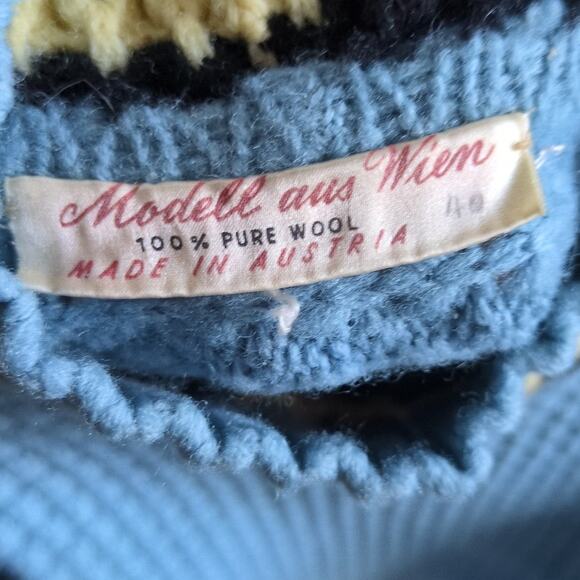 Modell aus Wien
100% PURE WOOL 40
MADE IN AUSTRIA